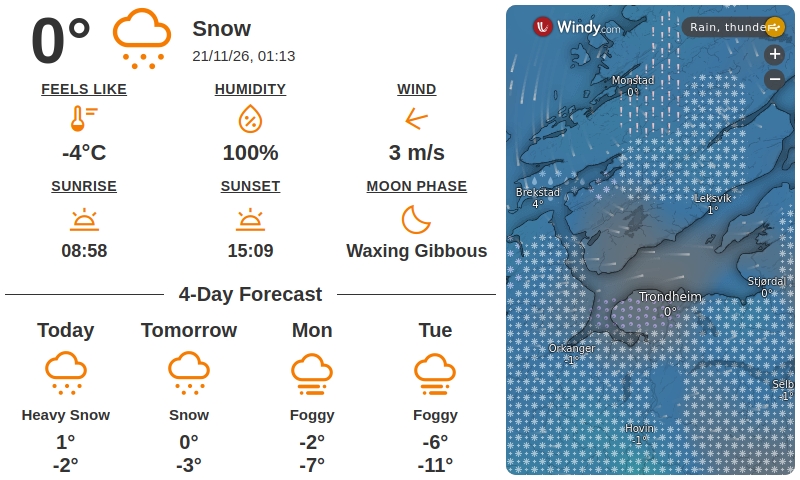 0°
Snow
21/11/26, 01:13
FEELS LIKE
HUMIDITY
WIND
-4°C
100%
3 m/s
SUNRISE
SUNSET
MOON PHASE
08:58
15:09
Waxing Gibbous
4-Day Forecast
Today
Tomorrow
Mon
Tue
Heavy Snow
Snow
Foggy
Foggy
1°
0°
-2°
-6°
-2°
-3°
-7°
-11°
Windy.com
Rain, thunde
+
−
Monstad
0°
Brekstad
4°
Leksvik
1°
Stjørdal
0°
Trondheim
0°
Orkanger
-1°
Selb
-1°
Hovin
-1°